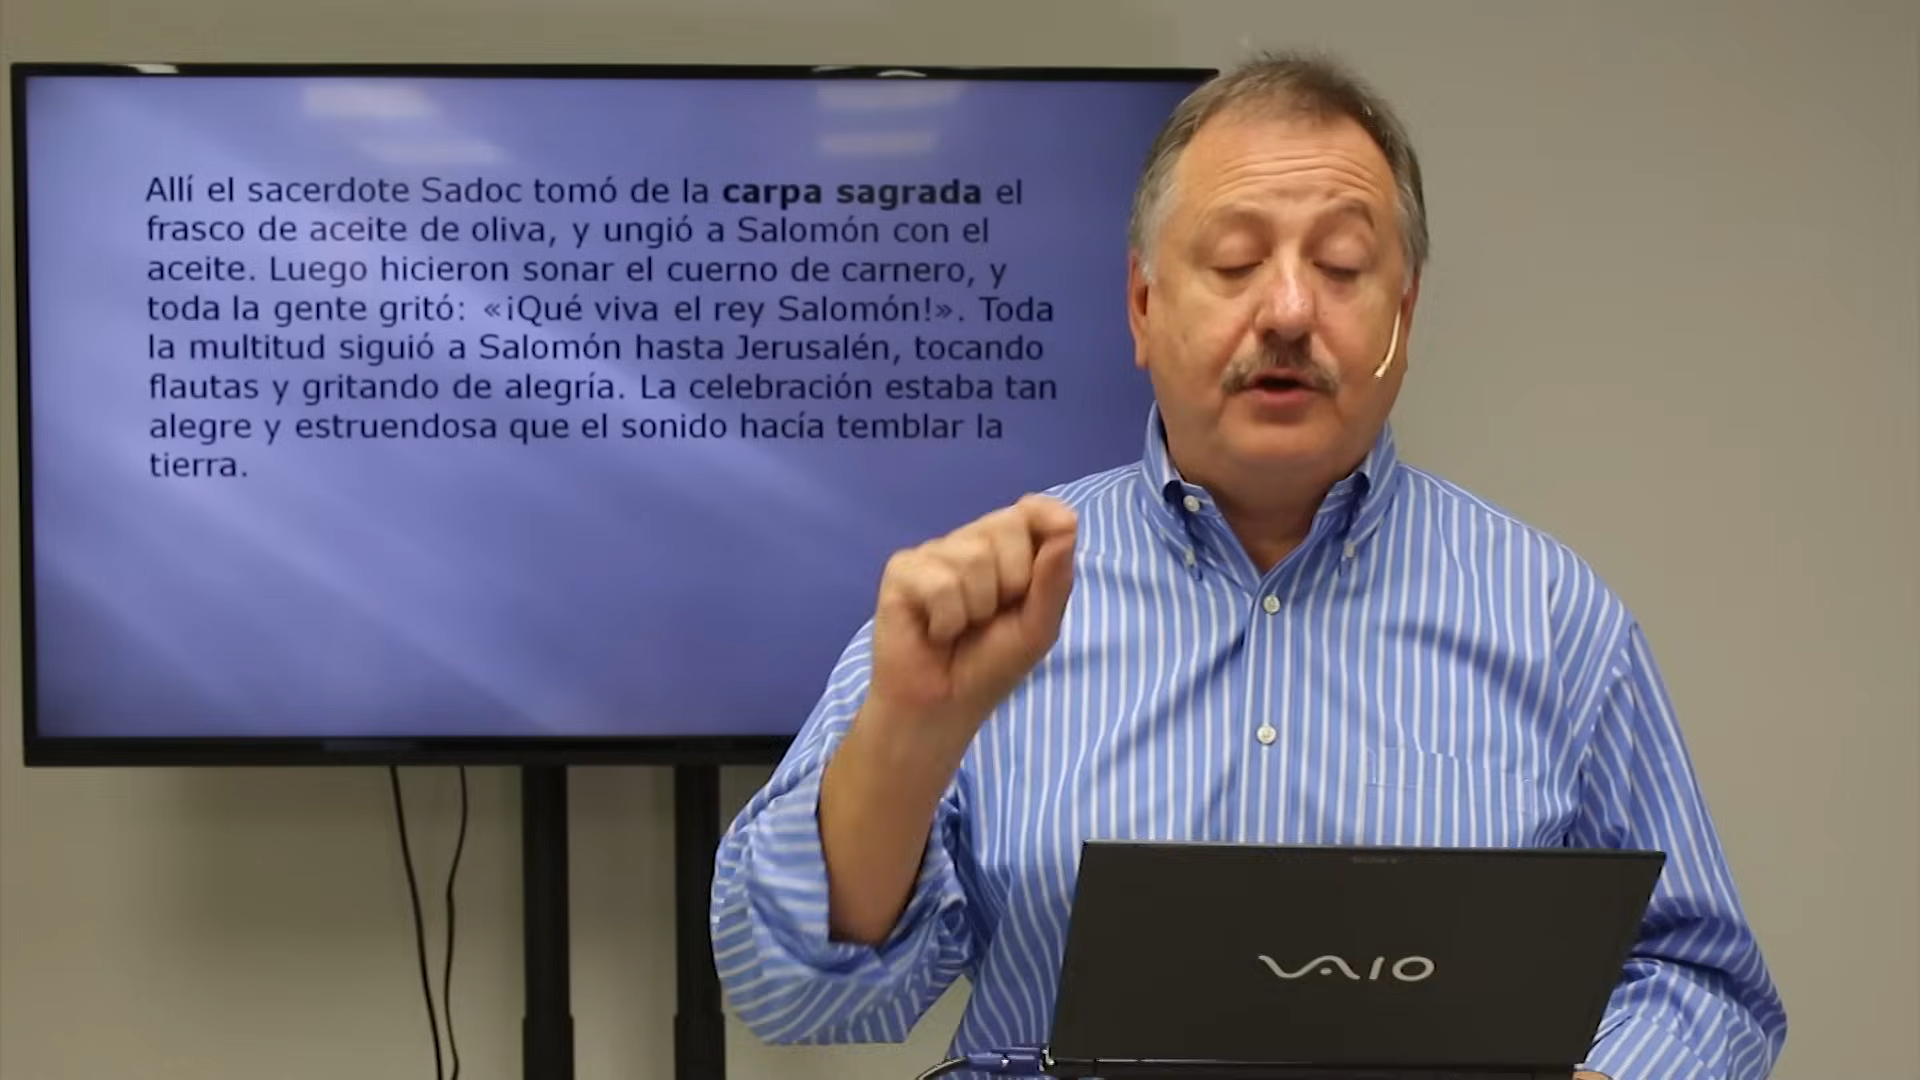 Allí el sacerdote Sadoc tomó de la carpa sagrada el
frasco de aceite de oliva, y ungió a Salomón con el
aceite. Luego hicieron sonar el cuerno de carnero, y
toda la gente gritó: «¡Qué viva el rey Salomón!». Toda
la multitud siguió a Salomón hasta Jerusalén, tocando
flautas y gritando de alegría. La celebración estaba tan
alegre y estruendosa que el sonido hacía temblar la
tierra.
VAIO